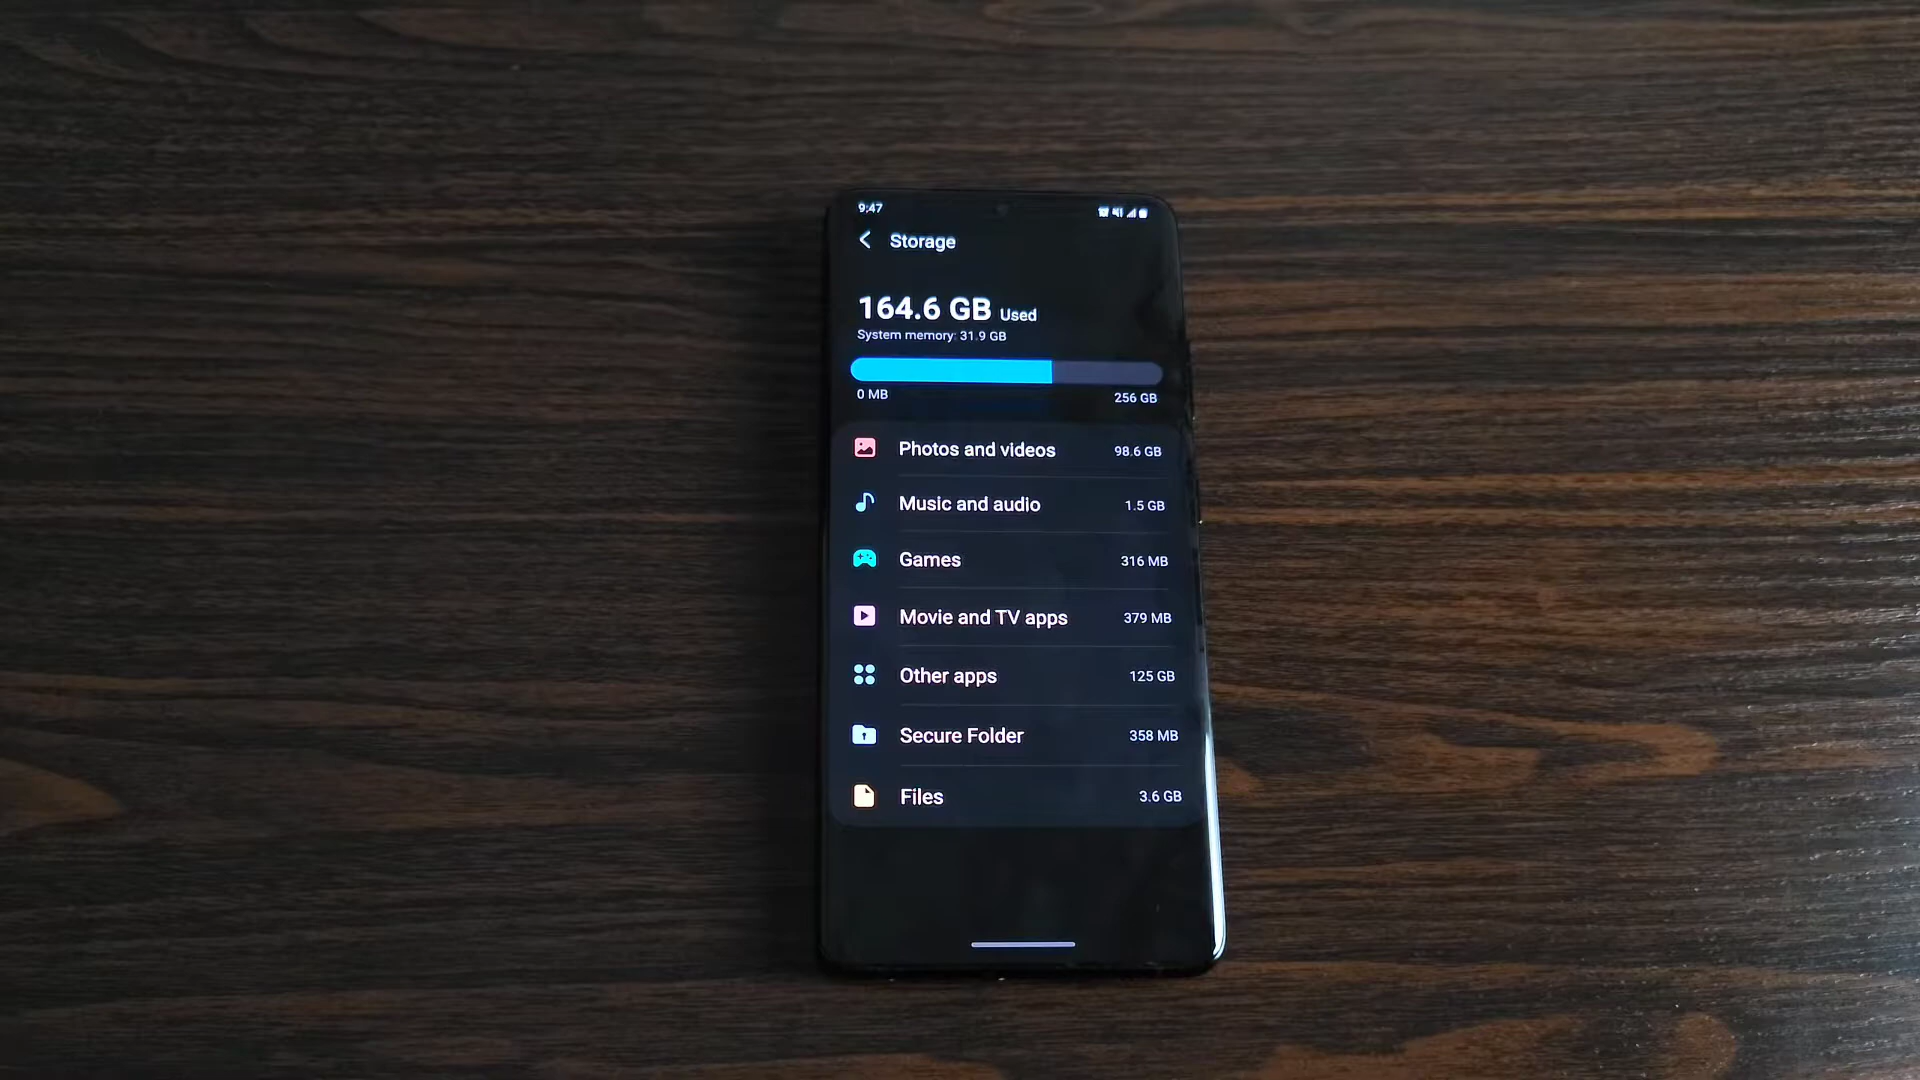 9:47
Storage
164.6 GB Used
System memory: 31.9 GB
0 MB 256 GB
Photos and videos 98.6 GB
Music and audio 1.5 GB
Games 316 MB
Movie and TV apps 379 MB
Other apps 125 GB
Secure Folder 358 MB
Files 3.6 GB